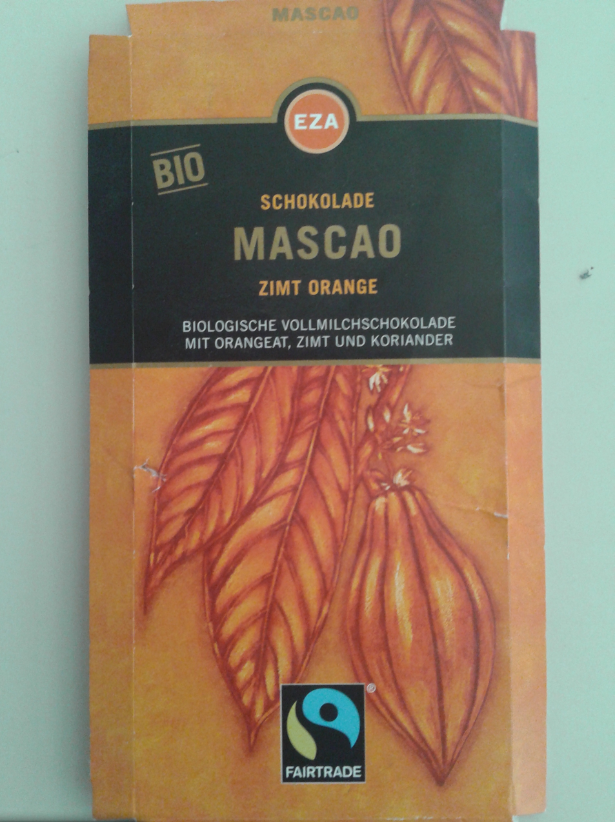 MASCAO
EZA
BIO
SCHOKOLADE
MASCAO
ZIMT ORANGE
BIOLOGISCHE VOLLMILCHSCHOKOLADE
MIT ORANGEAT, ZIMT UND KORIANDER
®
FAIRTRADE